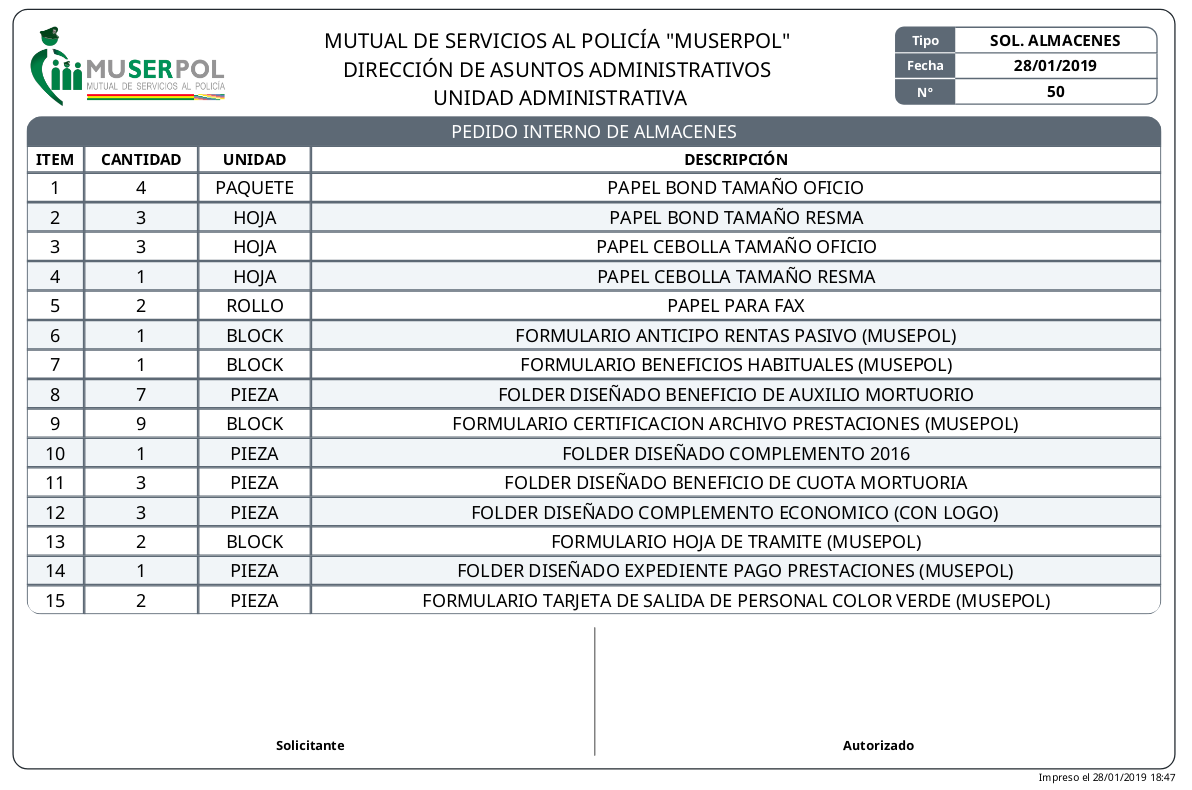 MUSERPOL
MUTUAL DE SERVICIOS AL POLICÍA
MUTUAL DE SERVICIOS AL POLICÍA "MUSERPOL"
DIRECCIÓN DE ASUNTOS ADMINISTRATIVOS
UNIDAD ADMINISTRATIVA
Tipo SOL. ALMACENES
Fecha 28/01/2019
N° 50
PEDIDO INTERNO DE ALMACENES
ITEM CANTIDAD UNIDAD DESCRIPCIÓN
1 4 PAQUETE PAPEL BOND TAMAÑO OFICIO
2 3 HOJA PAPEL BOND TAMAÑO RESMA
3 3 HOJA PAPEL CEBOLLA TAMAÑO OFICIO
4 1 HOJA PAPEL CEBOLLA TAMAÑO RESMA
5 2 ROLLO PAPEL PARA FAX
6 1 BLOCK FORMULARIO ANTICIPO RENTAS PASIVO (MUSEPOL)
7 1 BLOCK FORMULARIO BENEFICIOS HABITUALES (MUSEPOL)
8 7 PIEZA FOLDER DISEÑADO BENEFICIO DE AUXILIO MORTUORIO
9 9 BLOCK FORMULARIO CERTIFICACION ARCHIVO PRESTACIONES (MUSEPOL)
10 1 PIEZA FOLDER DISEÑADO COMPLEMENTO 2016
11 3 PIEZA FOLDER DISEÑADO BENEFICIO DE CUOTA MORTUORIA
12 3 PIEZA FOLDER DISEÑADO COMPLEMENTO ECONOMICO (CON LOGO)
13 2 BLOCK FORMULARIO HOJA DE TRAMITE (MUSEPOL)
14 1 PIEZA FOLDER DISEÑADO EXPEDIENTE PAGO PRESTACIONES (MUSEPOL)
15 2 PIEZA FORMULARIO TARJETA DE SALIDA DE PERSONAL COLOR VERDE (MUSEPOL)
Solicitante Autorizado
Impreso el 28/01/2019 18:47